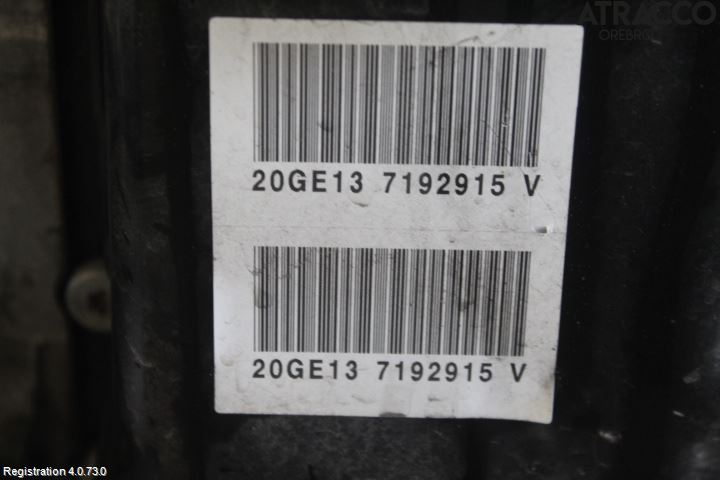 ATRACCO
ÖREBRO
20GE13 7192915 V
20GE13 7192915 V
Registration 4.0.73.0